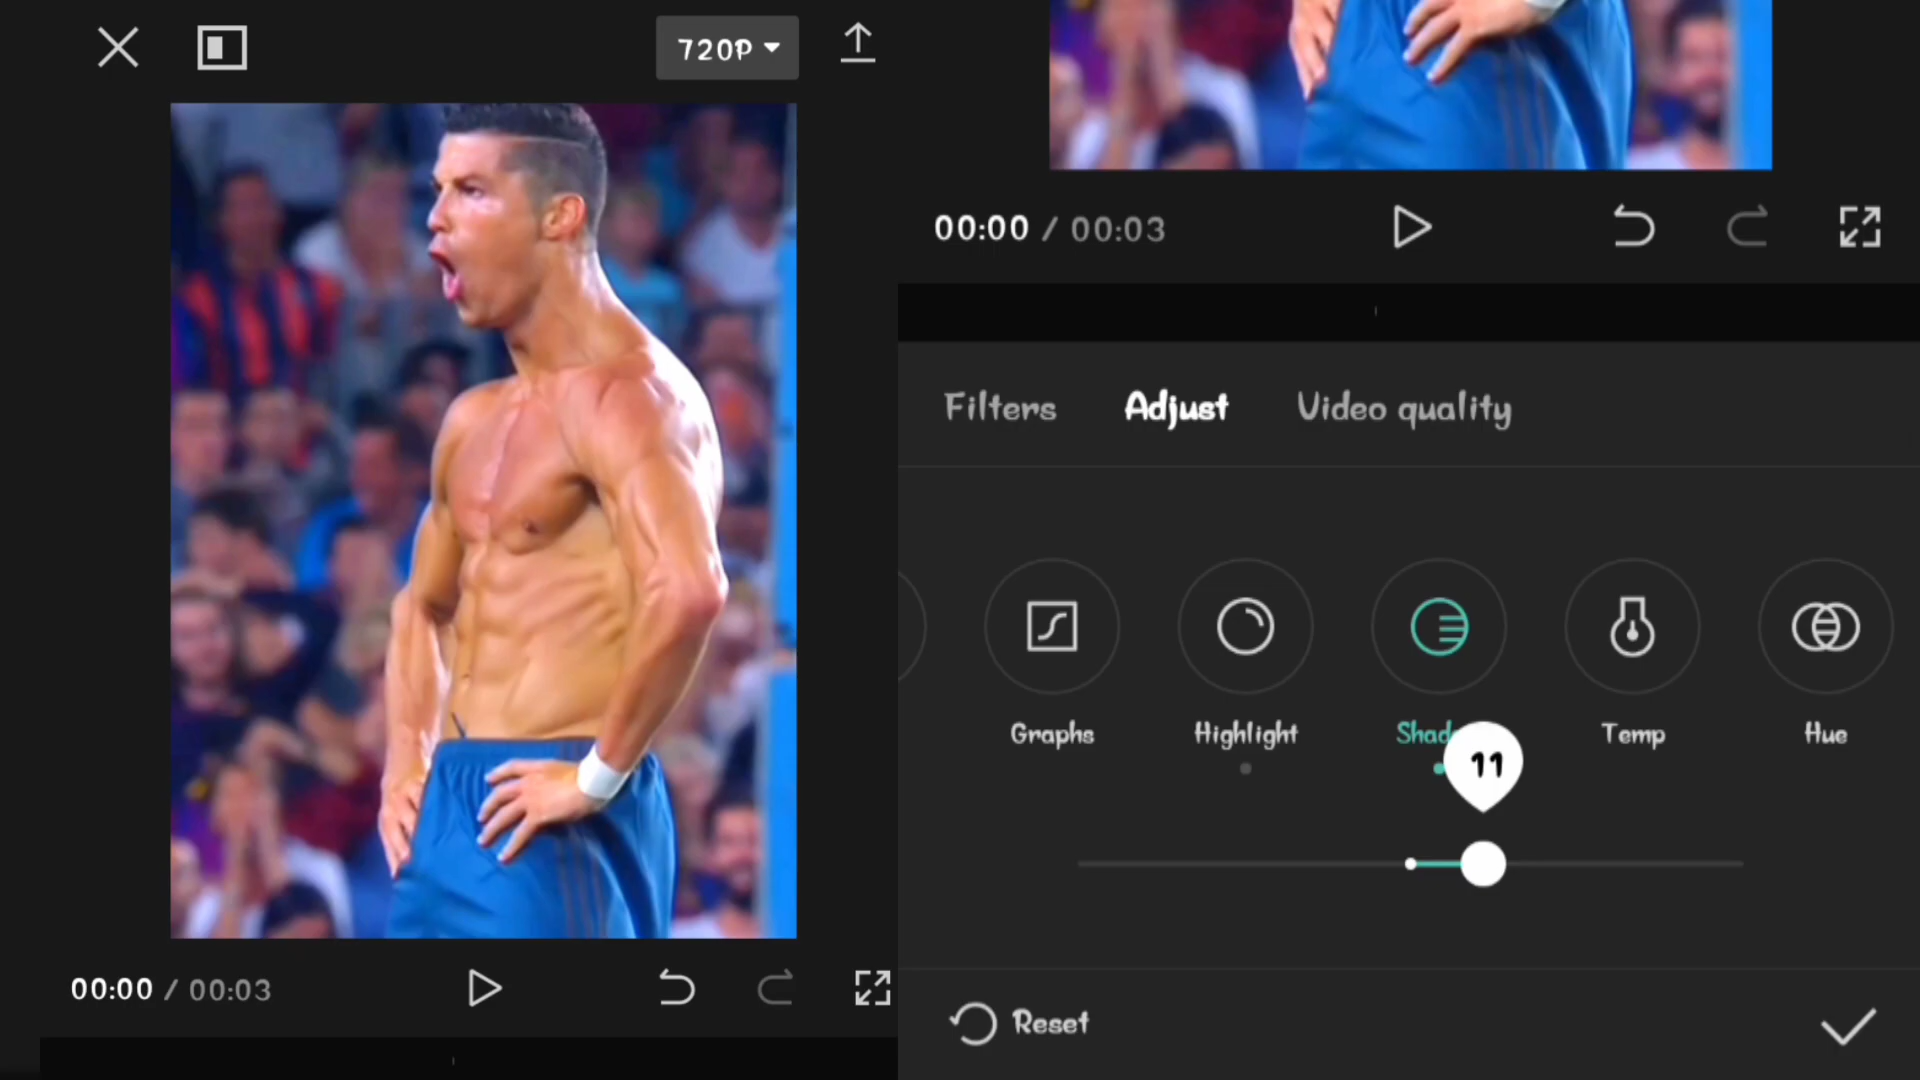 720P
00:00 / 00:03
00:00 / 00:03
Filters Adjust Video quality
Graphs Highlight Shad Temp Hue
11
Reset